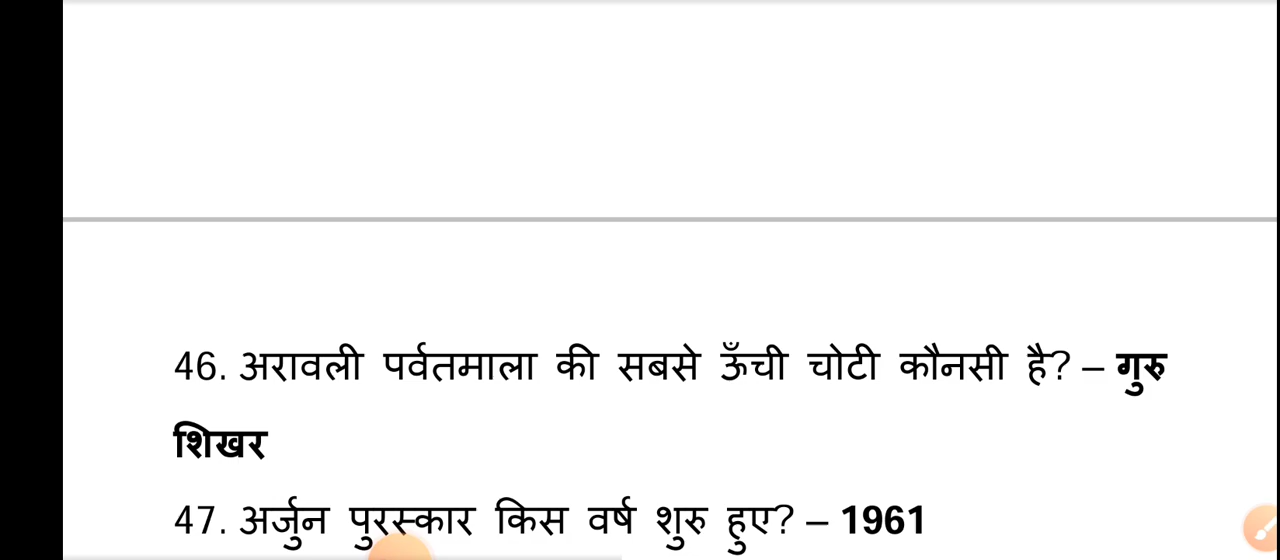 46. अरावली पर्वतमाला की सबसे ऊँची चोटी कौनसी है? – गुरु
शिखर
47. अर्जुन पुरस्कार किस वर्ष शुरु हुए? – 1961